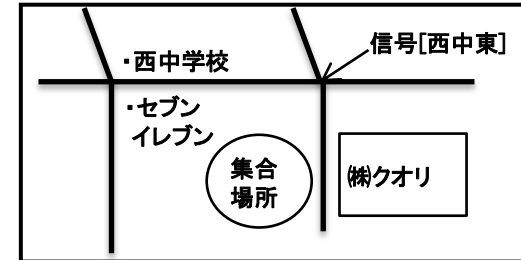 信号[西中東]
・西中学校
・セブン
イレブン
集合
場所
㈱クオリ